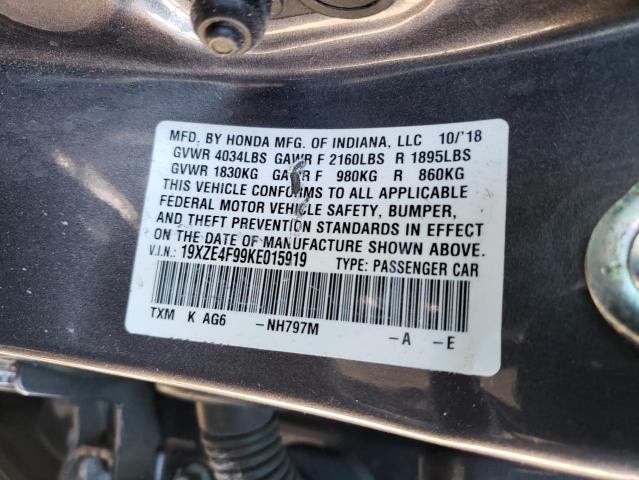 MFD. BY HONDA MFG. OF INDIANA, LLC 10/'18
GVWR 4034LBS GAWR F 2160LBS R 1895LBS
GVWR 1830KG GAWR F 980KG R 860KG
THIS VEHICLE CONFORMS TO ALL APPLICABLE
FEDERAL MOTOR VEHICLE SAFETY, BUMPER,
AND THEFT PREVENTION STANDARDS IN EFFECT
ON THE DATE OF MANUFACTURE SHOWN ABOVE.
V.I.N.: 19XZE4F99KE015919 TYPE: PASSENGER CAR
TXM K AG6 -NH797M -A -E